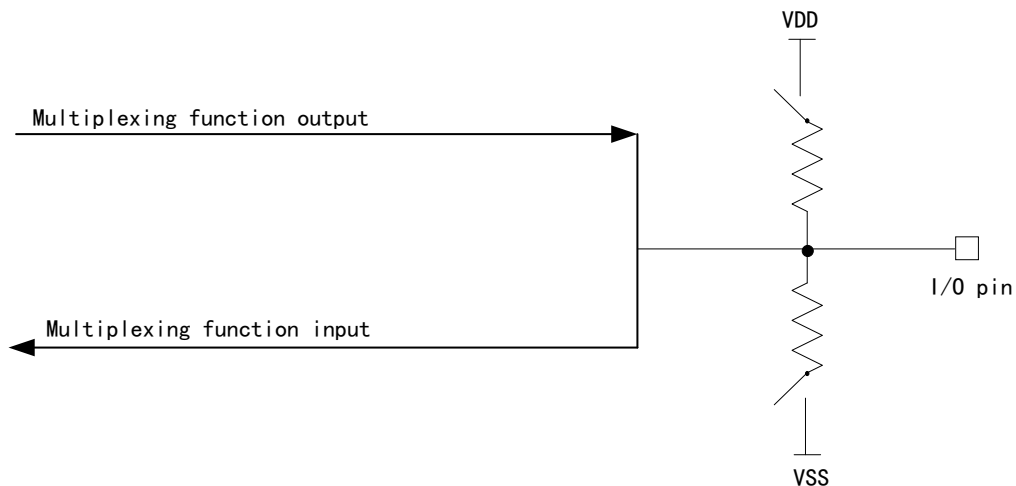 VDD
Multiplexing function output
I/O pin
Multiplexing function input
VSS